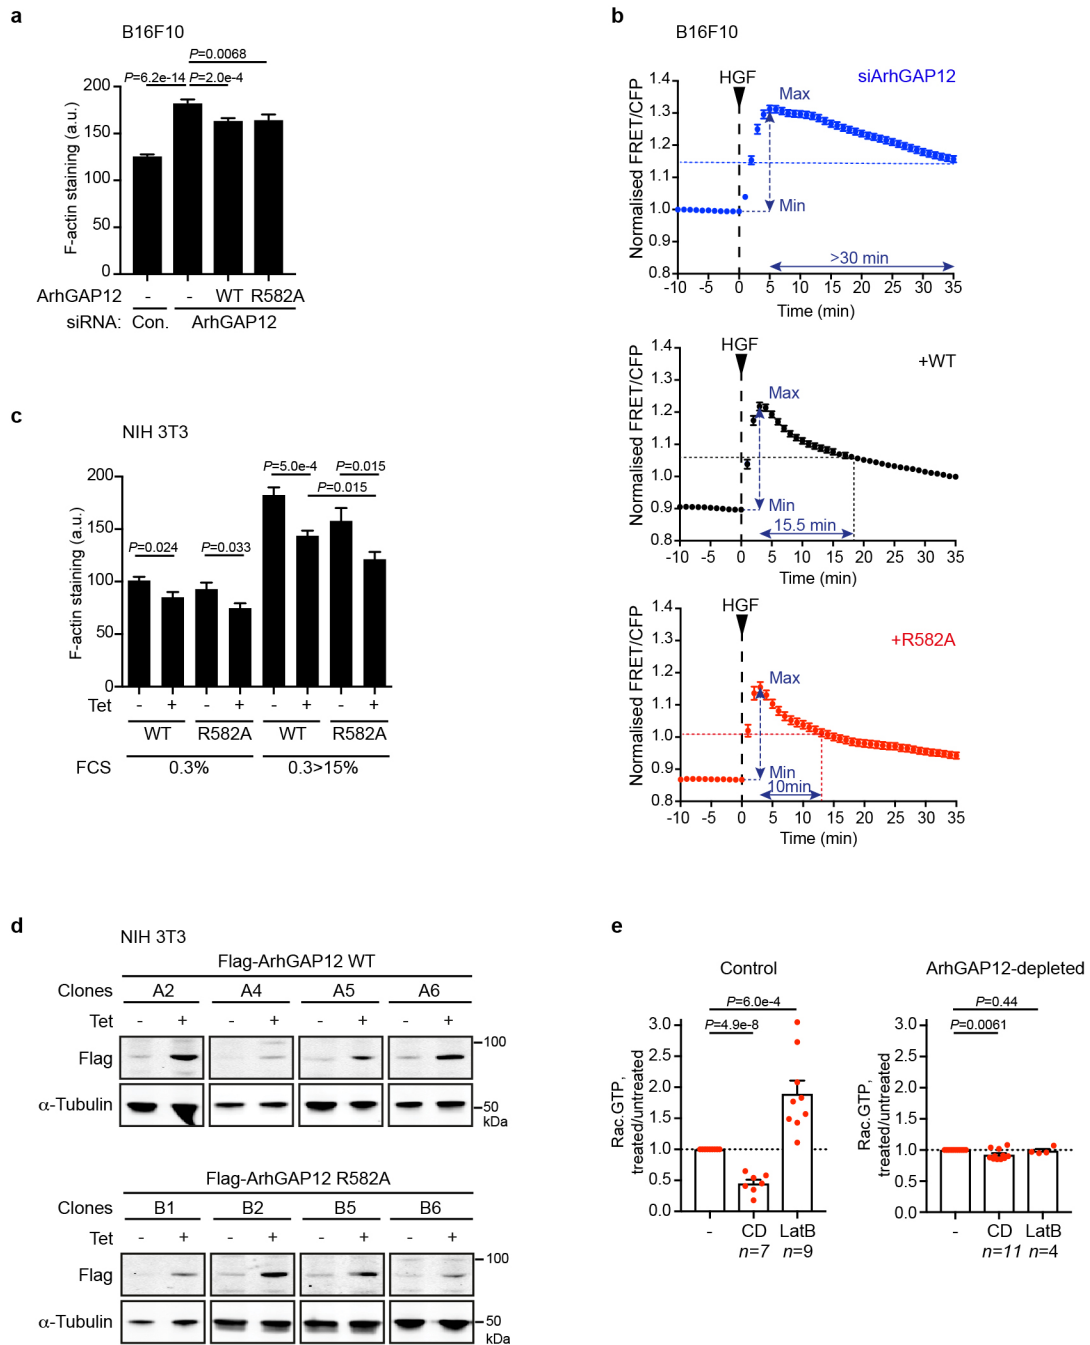 a
B16F10
P=0.0068
P=6.2e-14 P=2.0e-4
F-actin staining (a.u.)
200
150
100
50
0
ArhGAP12 - - WT R582A
siRNA: Con. ArhGAP12
b
B16F10
siArhGAP12
HGF
Max
Min
>30 min
Normalised FRET/CFP
1.4
1.3
1.2
1.1
1.0
0.9
0.8
-10 -5 0 5 10 15 20 25 30 35
Time (min)
+WT
HGF
Max
Min
15.5 min
Normalised FRET/CFP
1.4
1.3
1.2
1.1
1.0
0.9
0.8
-10 -5 0 5 10 15 20 25 30 35
Time (min)
+R582A
HGF
Max
Min
10min
Normalised FRET/CFP
1.4
1.3
1.2
1.1
1.0
0.9
0.8
-10 -5 0 5 10 15 20 25 30 35
Time (min)
c
NIH 3T3
P=5.0e-4 P=0.015
P=0.015
P=0.024 P=0.033
F-actin staining (a.u.)
200
150
100
50
0
Tet - + - + - + - +
WT R582A WT R582A
FCS 0.3% 0.3>15%
d
NIH 3T3
Flag-ArhGAP12 WT
Clones A2 A4 A5 A6
Tet - + - + - + - +
Flag
100
α-Tubulin
50
kDa
Flag-ArhGAP12 R582A
Clones B1 B2 B5 B6
Tet - + - + - + - +
Flag
100
α-Tubulin
50
kDa
e
Control
P=6.0e-4
P=4.9e-8
Rac.GTP,
treated/untreated
3.0
2.5
2.0
1.5
1.0
0.5
0.0
- CD LatB
n=7 n=9
ArhGAP12-depleted
P=0.44
P=0.0061
Rac.GTP,
treated/untreated
3.0
2.5
2.0
1.5
1.0
0.5
0.0
- CD LatB
n=11 n=4